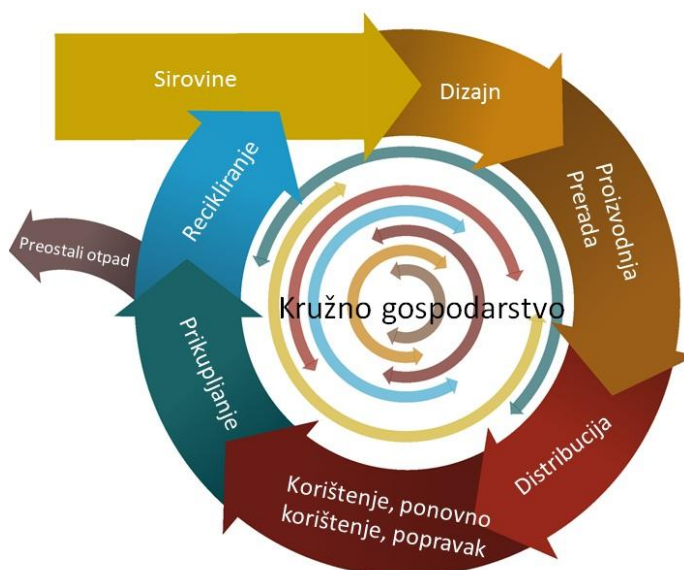 Sirovine
Dizajn
Proizvodnja
Prerada
Distribucija
Korištenje, ponovno
korištenje, popravak
Prikupljanje
Recikliranje
Preostali otpad
Kružno gospodarstvo